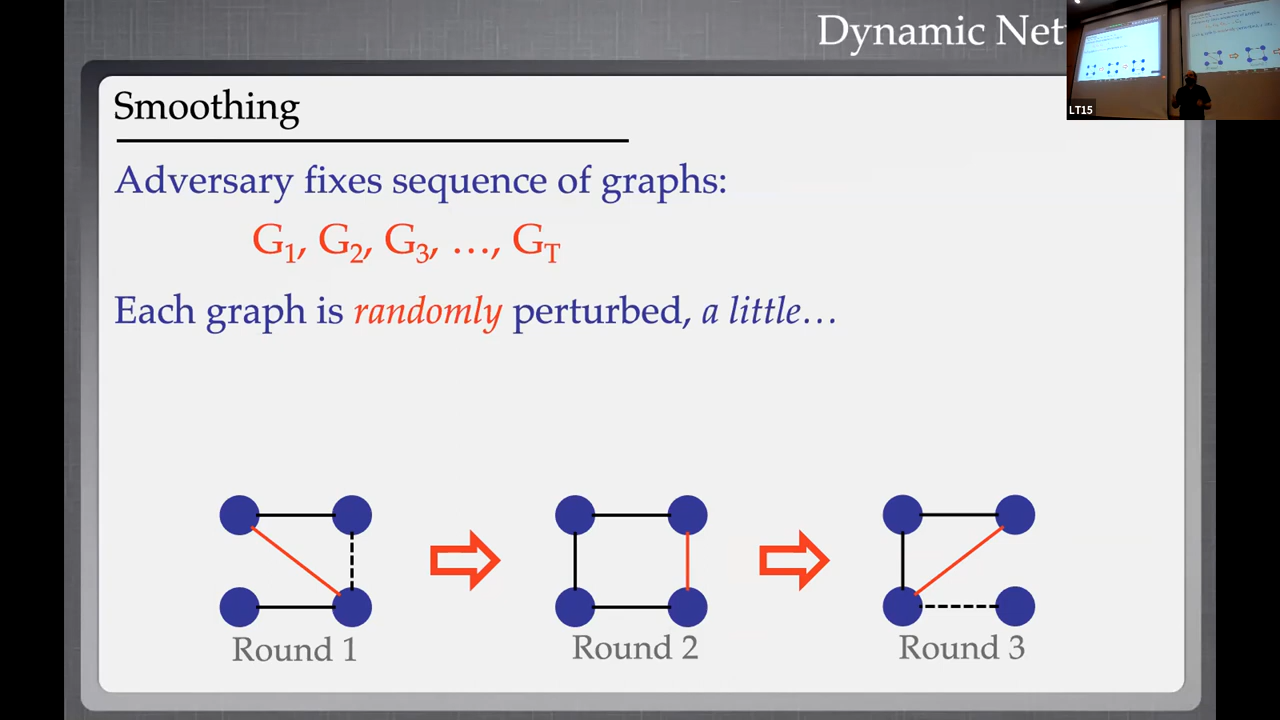 Dynamic Net
LT15
Smoothing
Adversary fixes sequence of graphs:
G1, G2, G3, …, GT
Each graph is randomly perturbed, a little…
Round 1
Round 2
Round 3